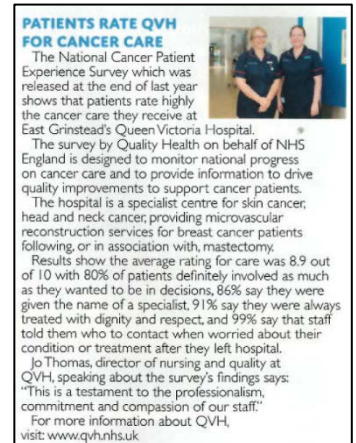 PATIENTS RATE QVH
FOR CANCER CARE
The National Cancer Patient
Experience Survey which was
released at the end of last year
shows that patients rate highly
the cancer care they receive at
East Grinstead's Queen Victoria Hospital.
The survey by Quality Health on behalf of NHS
England is designed to monitor national progress
on cancer care and to provide information to drive
quality improvements to support cancer patients.
The hospital is a specialist centre for skin cancer,
head and neck cancer, providing microvascular
reconstruction services for breast cancer patients
following, or in association with, mastectomy.
Results show the average rating for care was 8.9 out
of 10 with 80% of patients definitely involved as much
as they wanted to be in decisions, 86% say they were
given the name of a specialist, 91% say they were always
treated with dignity and respect, and 99% say that staff
told them who to contact when worried about their
condition or treatment after they left hospital.
Jo Thomas, director of nursing and quality at
QVH, speaking about the survey's findings says:
"This is a testament to the professionalism,
commitment and compassion of our staff."
For more information about QVH,
visit: www.qvh.nhs.uk